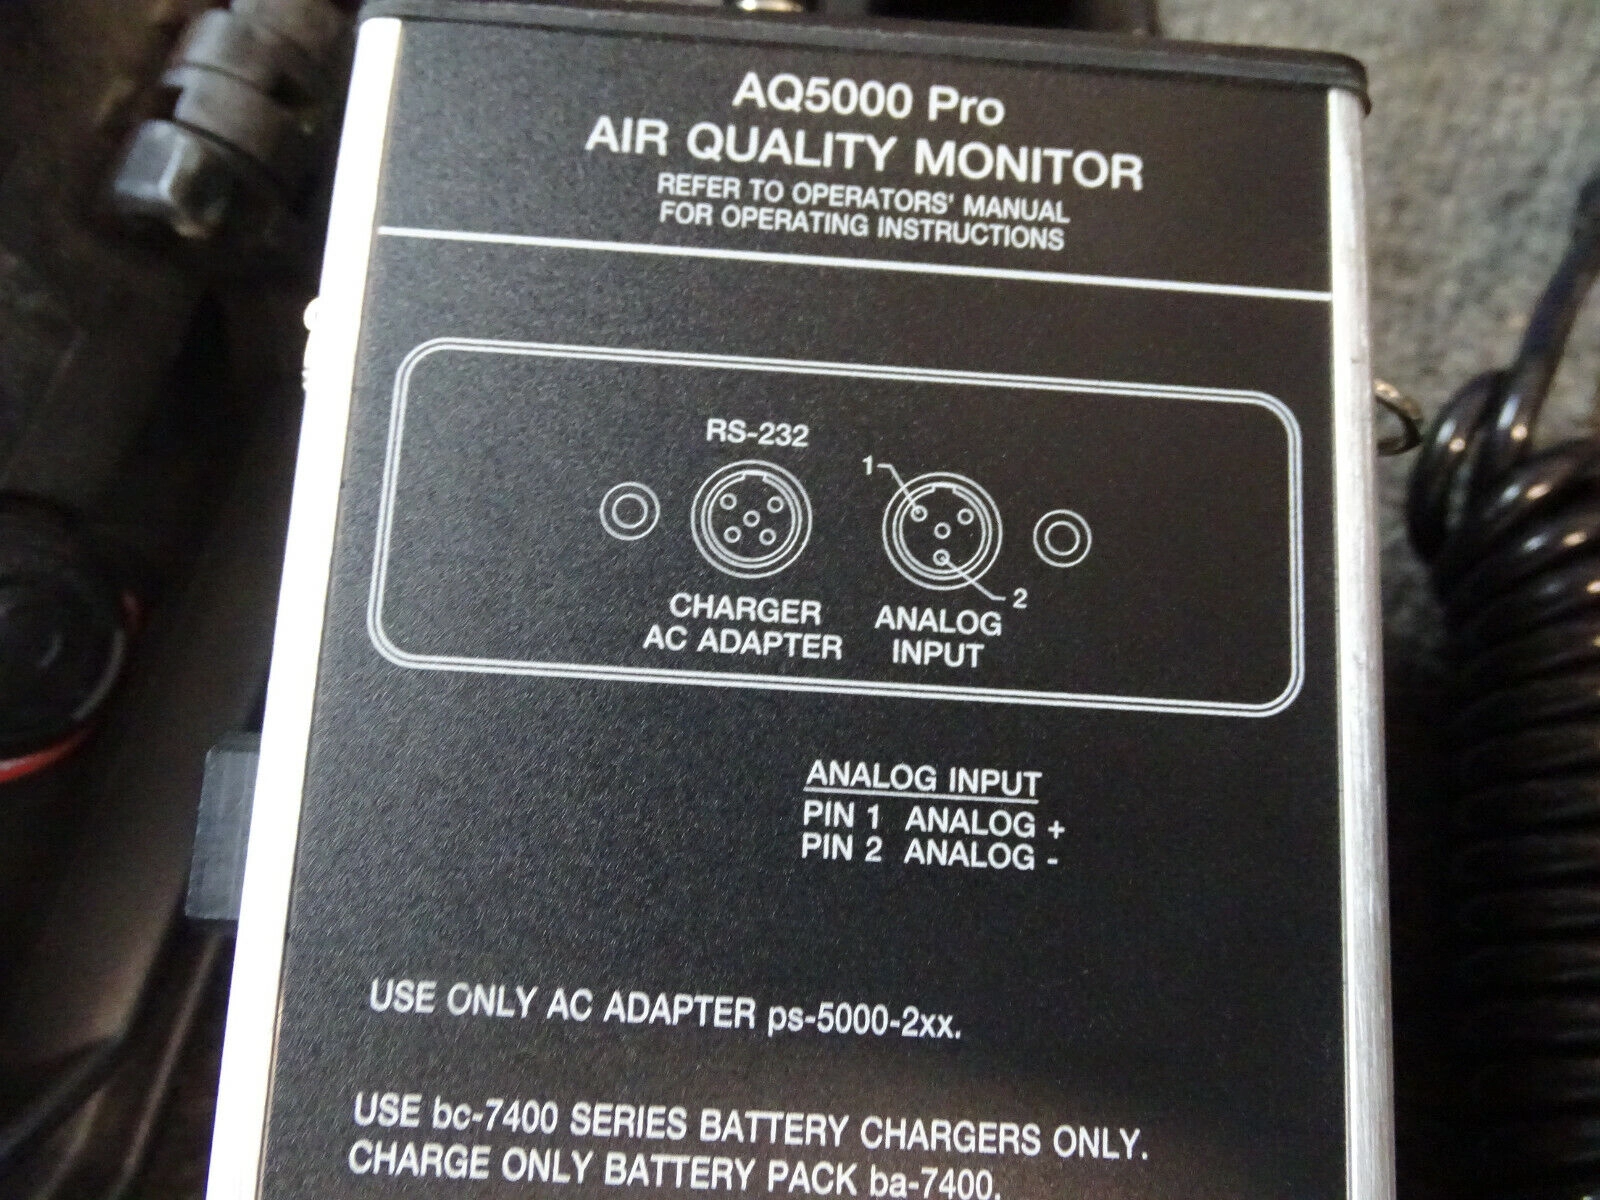 AQ5000 Pro
AIR QUALITY MONITOR
REFER TO OPERATORS' MANUAL
FOR OPERATING INSTRUCTIONS
RS-232
1
2
CHARGER
AC ADAPTER
ANALOG
INPUT
ANALOG INPUT
PIN 1 ANALOG +
PIN 2 ANALOG -
USE ONLY AC ADAPTER ps-5000-2xx.
USE bc-7400 SERIES BATTERY CHARGERS ONLY.
CHARGE ONLY BATTERY PACK ba-7400.